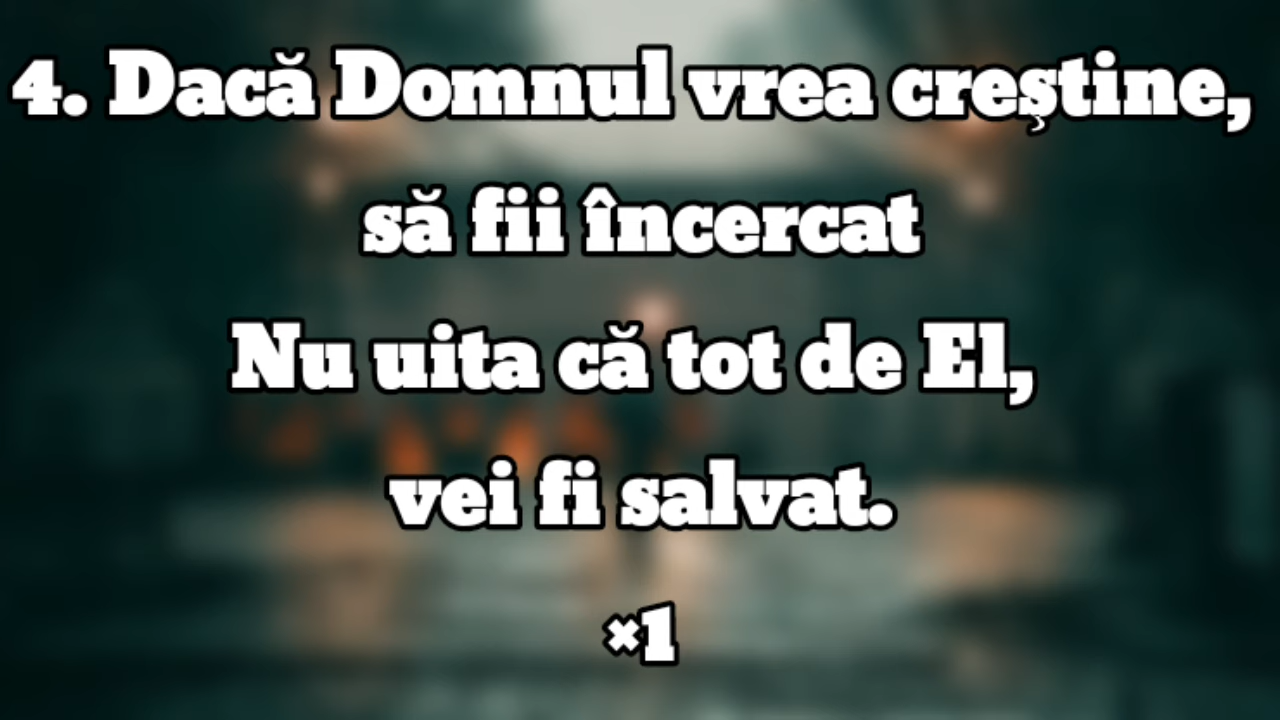 4. Dacă Domnul vrea creştine,
să fii încercat
Nu uita că tot de El,
vei fi salvat.
×1